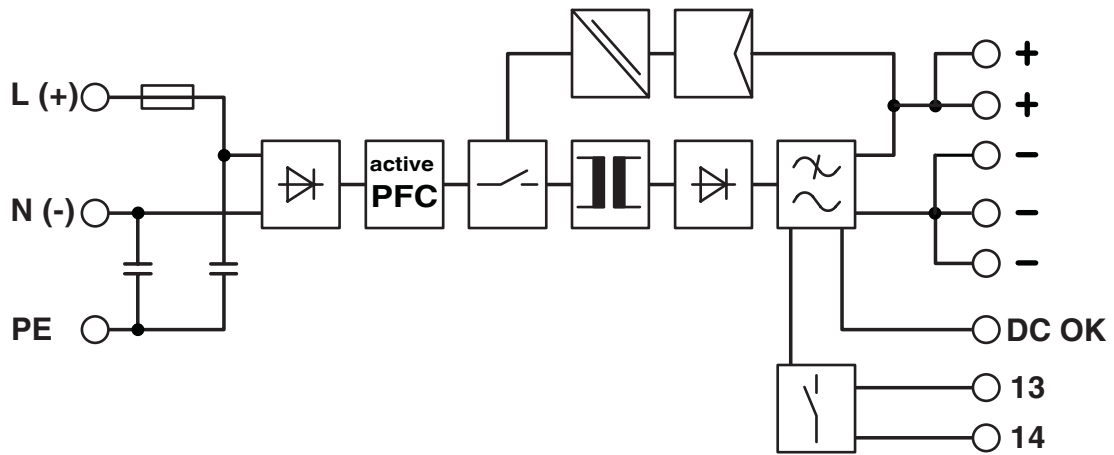 L (+)
N (-)
PE
active
PFC
+
+
−
−
−
DC OK
13
14